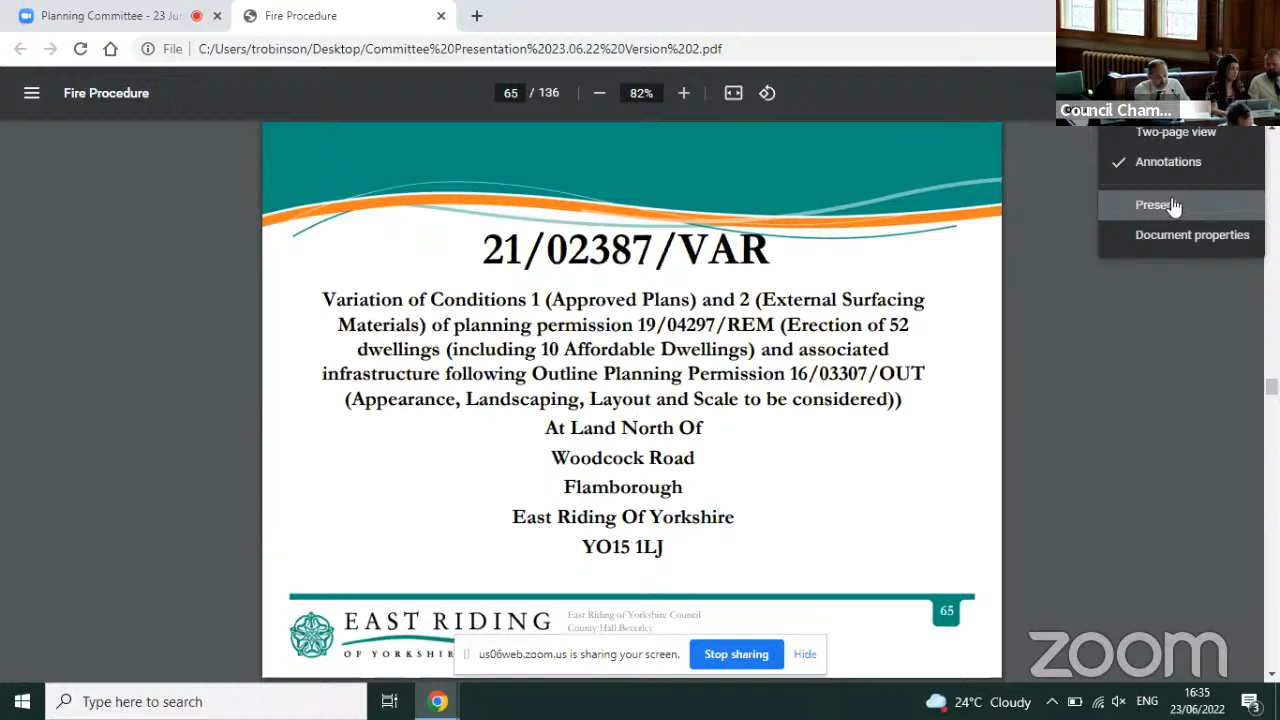 Planning Committee - 23 Jun
Fire Procedure
File
C:/Users/trobinson/Desktop/Committee%20Presentation%2023.06.22%20Version%202.pdf
Fire Procedure
65 / 136
82%
Council Cham...
Two-page view
Annotations
Document properties
21/02387/VAR
Variation of Conditions 1 (Approved Plans) and 2 (External Surfacing
Materials) of planning permission 19/04297/REM (Erection of 52
dwellings (including 10 Affordable Dwellings) and associated
infrastructure following Outline Planning Permission 16/03307/OUT
(Appearance, Landscaping, Layout and Scale to be considered))
At Land North Of
Woodcock Road
Flamborough
East Riding Of Yorkshire
YO15 1LJ
EAST RIDING
OF YORKSHIR
East Riding of Yorkshire Council
County Hall Beverley
65
us06web.zoom.us is sharing your screen.
Stop sharing
Hide
zoom
Type here to search
24°C Cloudy
ENG
16:35
23/06/2022
3